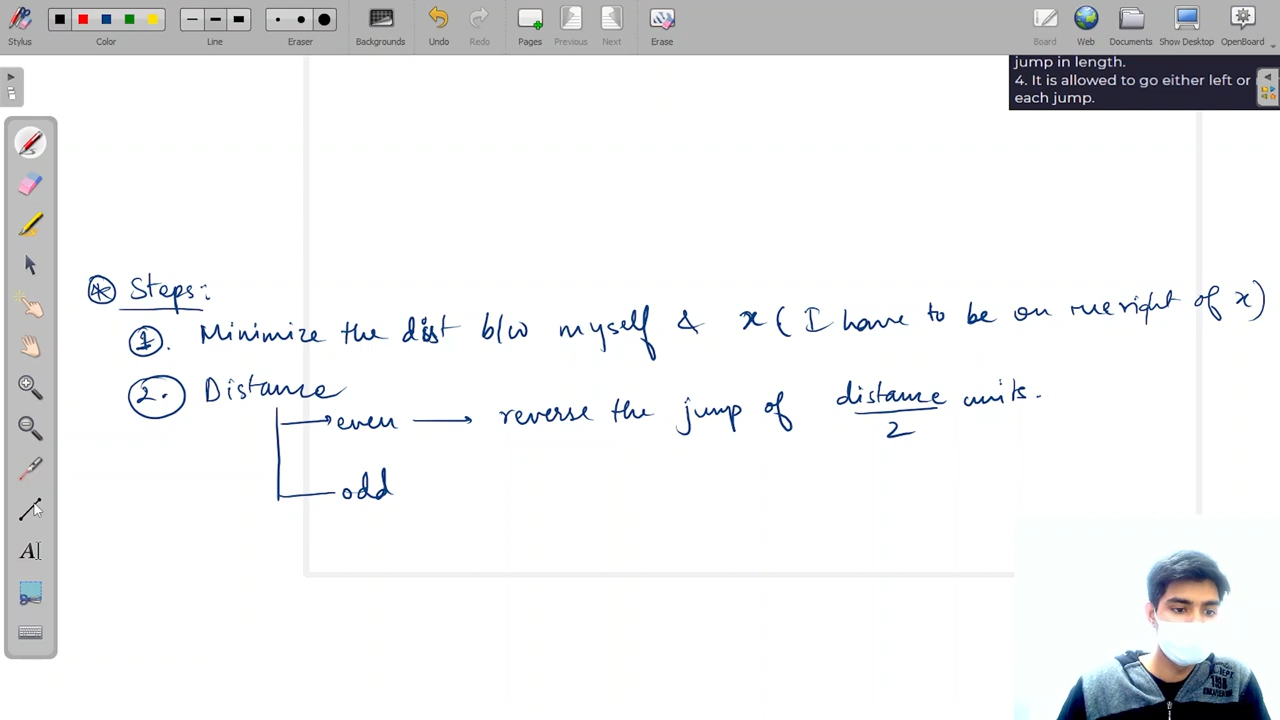 Stylus Color Line Eraser Backgrounds Undo Redo Pages Previous Next Erase Board Web Documents Show Desktop OpenBoard
jump in length.
4. It is allowed to go either left or
each jump.
* Steps:
1. Minimize the dist b/w myself & x ( I have to be on the right of x )
2. Distance
even → reverse the jump of distance/2 units.
odd